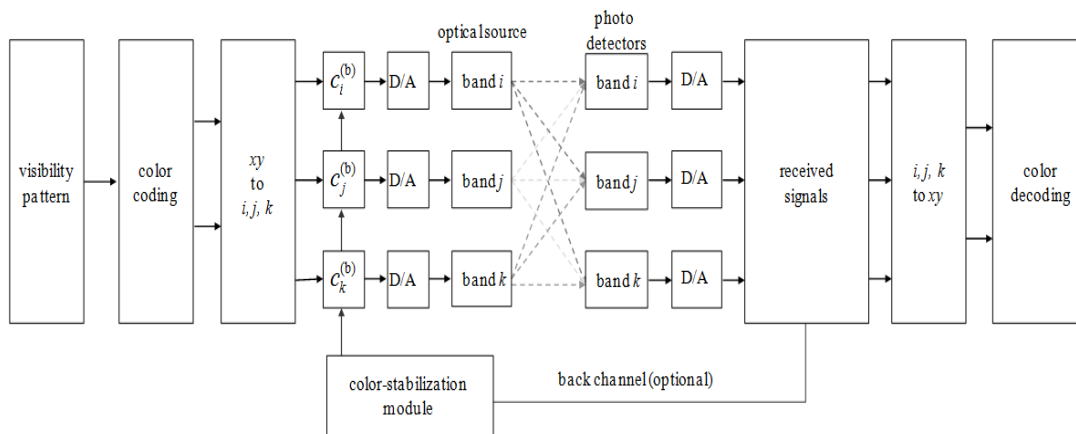 optical source
photo
detectors
visibility
pattern
color
coding
xy
to
i, j, k
C_i^(b)
D/A
band i
band i
D/A
C_j^(b)
D/A
band j
band j
D/A
C_k^(b)
D/A
band k
band k
D/A
received
signals
i, j, k
to xy
color
decoding
color-stabilization
module
back channel (optional)